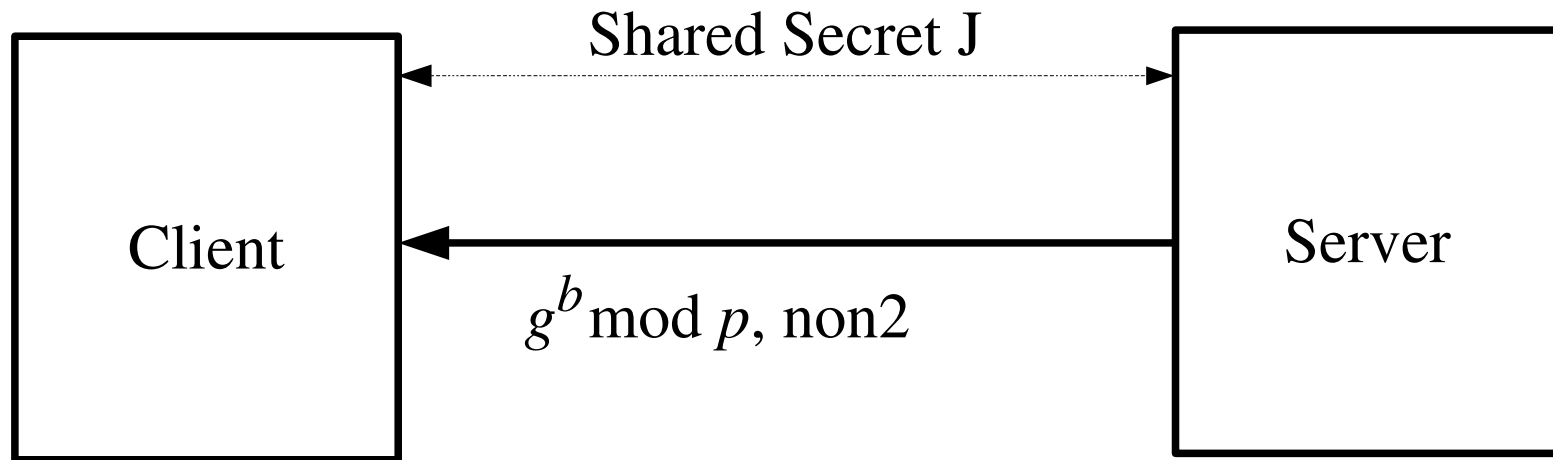 Shared Secret J
Client
Server
g^b mod p, non2